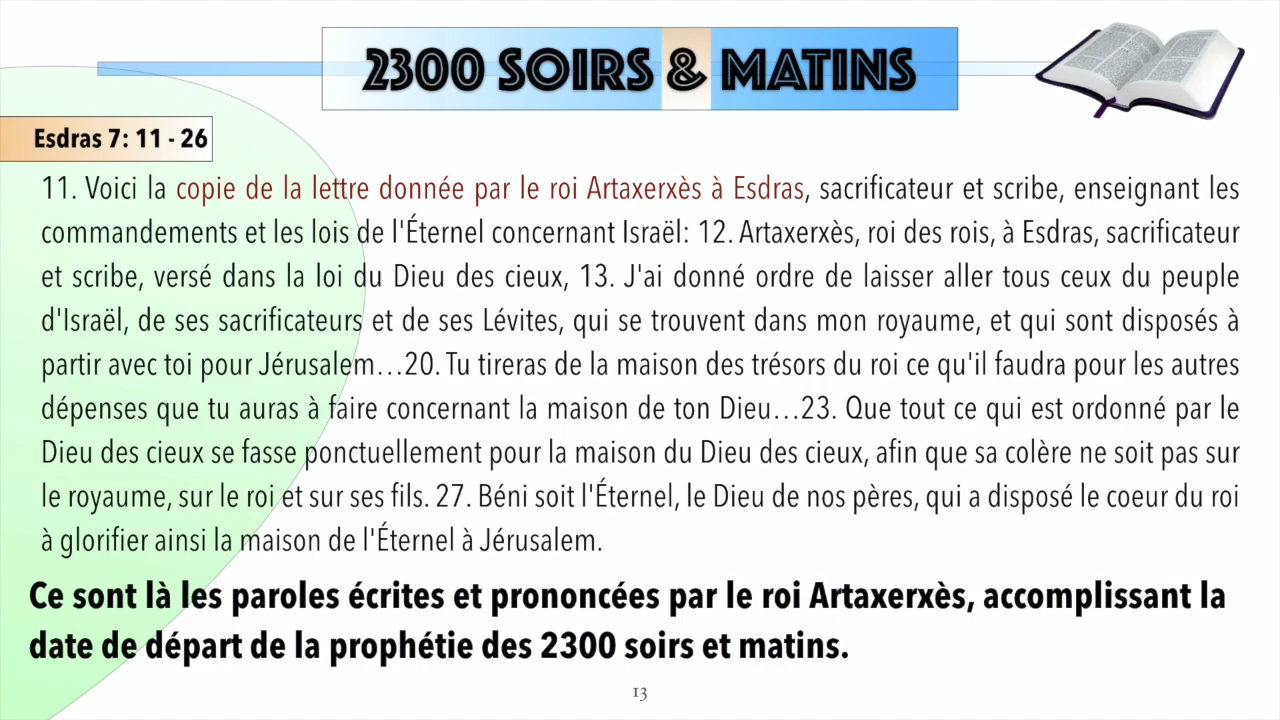 2300 SOIRS & MATINS
Esdras 7: 11 - 26
11. Voici la copie de la lettre donnée par le roi Artaxerxès à Esdras, sacrificateur et scribe, enseignant les
commandements et les lois de l'Éternel concernant Israël: 12. Artaxerxès, roi des rois, à Esdras, sacrificateur
et scribe, versé dans la loi du Dieu des cieux, 13. J'ai donné ordre de laisser aller tous ceux du peuple
d'Israël, de ses sacrificateurs et de ses Lévites, qui se trouvent dans mon royaume, et qui sont disposés à
partir avec toi pour Jérusalem…20. Tu tireras de la maison des trésors du roi ce qu'il faudra pour les autres
dépenses que tu auras à faire concernant la maison de ton Dieu…23. Que tout ce qui est ordonné par le
Dieu des cieux se fasse ponctuellement pour la maison du Dieu des cieux, afin que sa colère ne soit pas sur
le royaume, sur le roi et sur ses fils. 27. Béni soit l'Éternel, le Dieu de nos pères, qui a disposé le coeur du roi
à glorifier ainsi la maison de l'Éternel à Jérusalem.
Ce sont là les paroles écrites et prononcées par le roi Artaxerxès, accomplissant la
date de départ de la prophétie des 2300 soirs et matins.
13